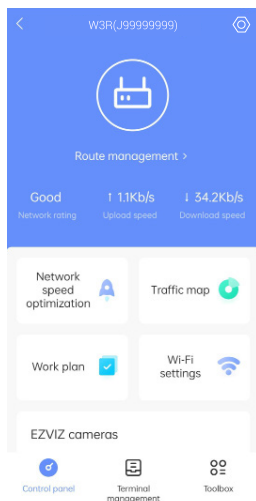 W3R(J99999999)
Route management >
Good ↑ 1.1Kb/s ↓ 34.2Kb/s
Network rating Upload speed Download speed
Network
speed
optimization
Traffic map
Work plan
Wi-Fi
settings
EZVIZ cameras
Control panel
Terminal
management
Toolbox